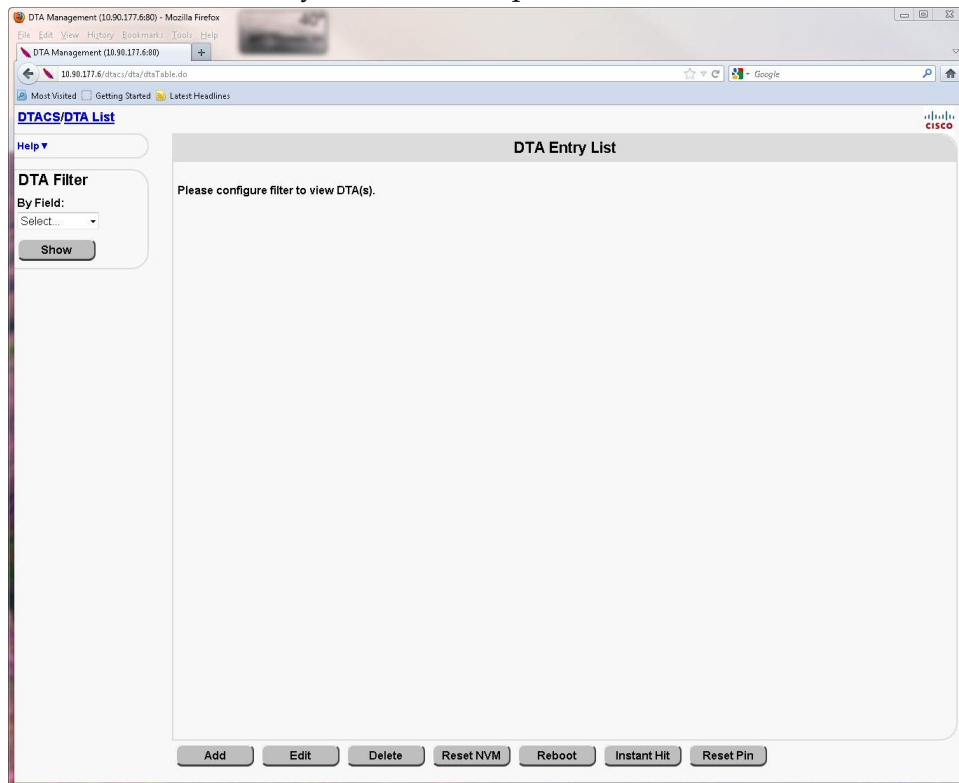 DTA Management (10.90.177.6:80) - Mozilla Firefox
40°
File Edit View History Bookmarks Tools Help
DTA Management (10.90.177.6:80) +
10.90.177.6/dtacs/dta/dtaTable.do
Google
Most Visited Getting Started Latest Headlines
DTACS/DTA List
CISCO
Help
DTA Entry List
DTA Filter
By Field:
Select...
Show
Please configure filter to view DTA(s).
Add Edit Delete Reset NVM Reboot Instant Hit Reset Pin